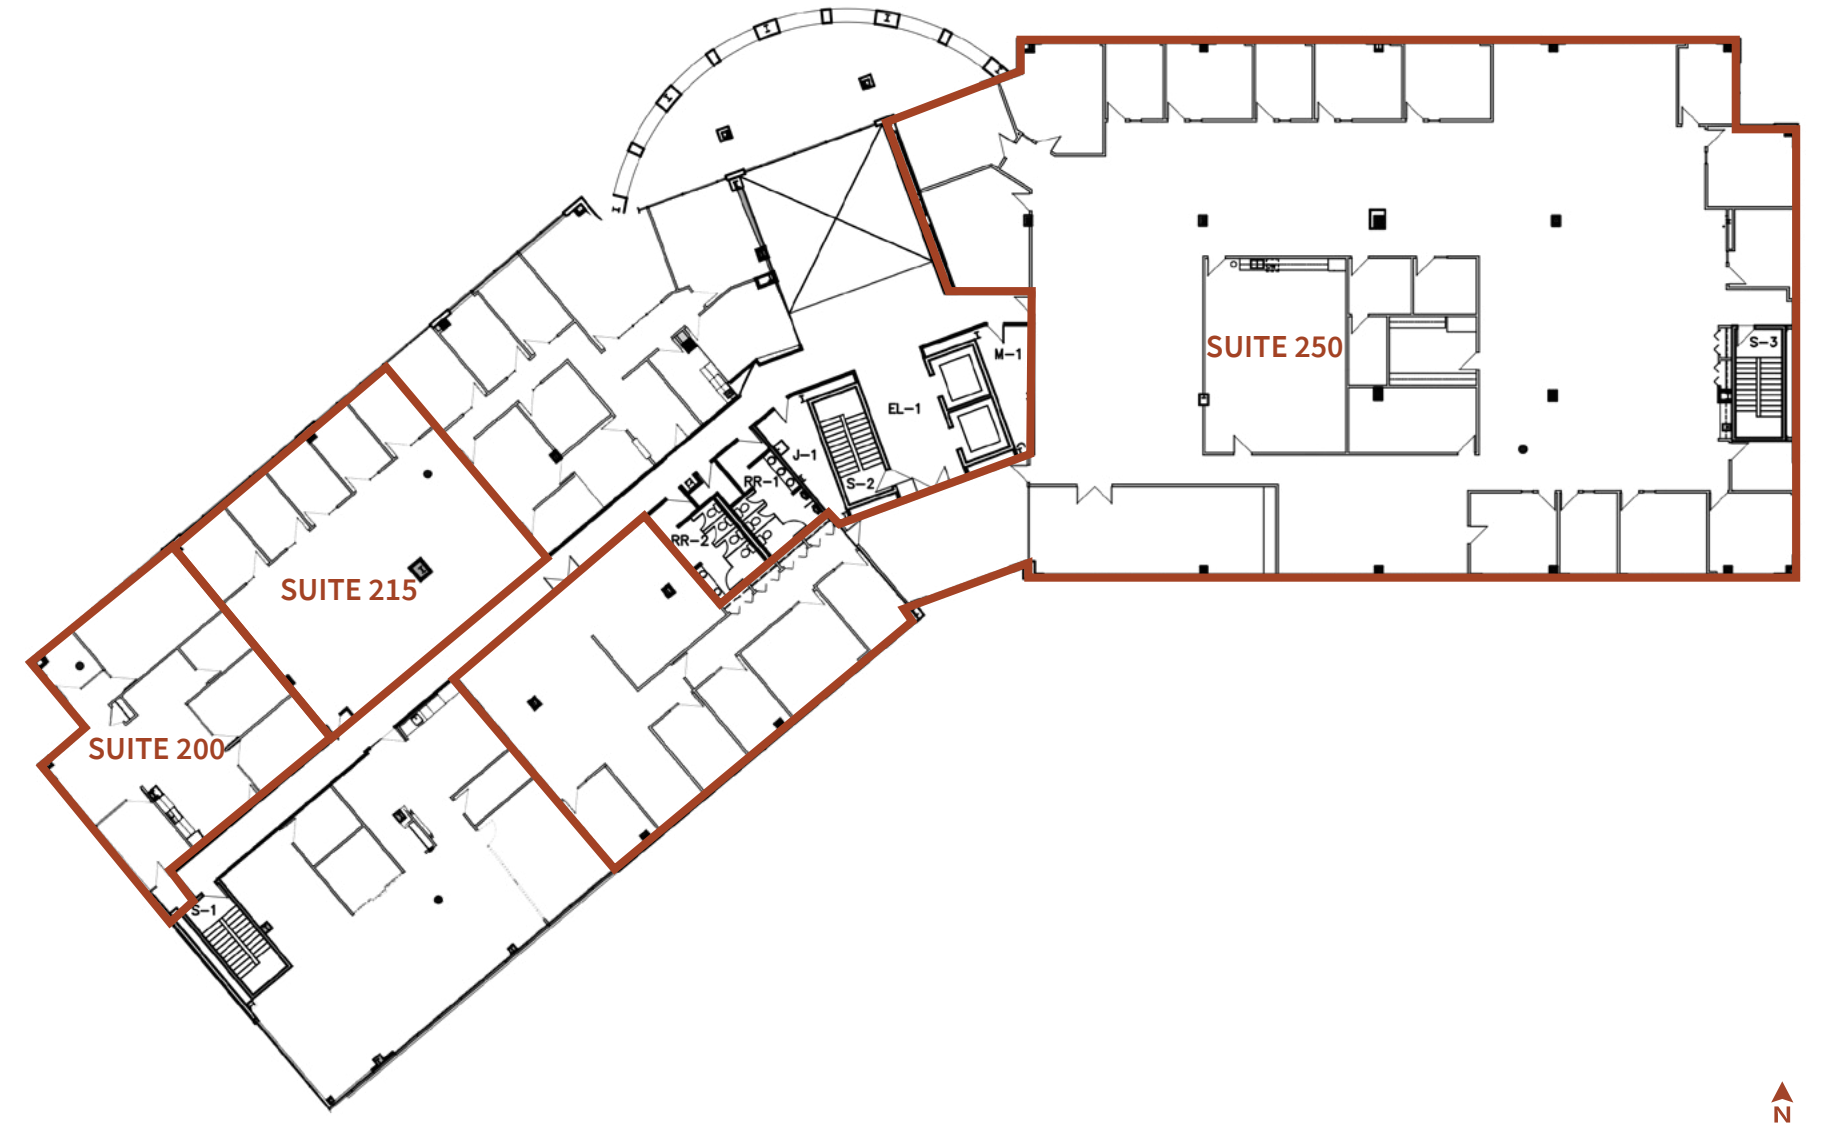 SUITE 250
S-3
M-1
EL-1
J-1
RR-1
S-2
RR-2
SUITE 215
SUITE 200
S-1
N